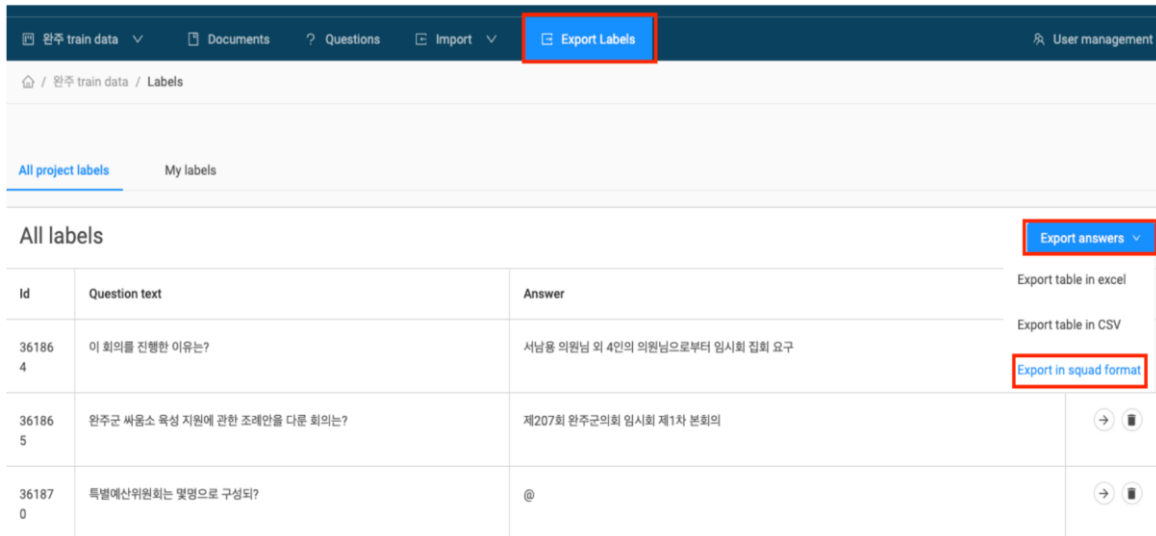 완주 train data Documents ? Questions Import Export Labels User management
/ 완주 train data / Labels
All project labels My labels
All labels
Export answers
Export table in excel
Export table in CSV
Export in squad format
Id Question text Answer
361864 이 회의를 진행한 이유는? 서남용 의원님 외 4인의 의원님으로부터 임시회 집회 요구
361865 완주군 싸움소 육성 지원에 관한 조례안을 다룬 회의는? 제207회 완주군의회 임시회 제1차 본회의
361870 특별예산위원회는 몇명으로 구성되? @